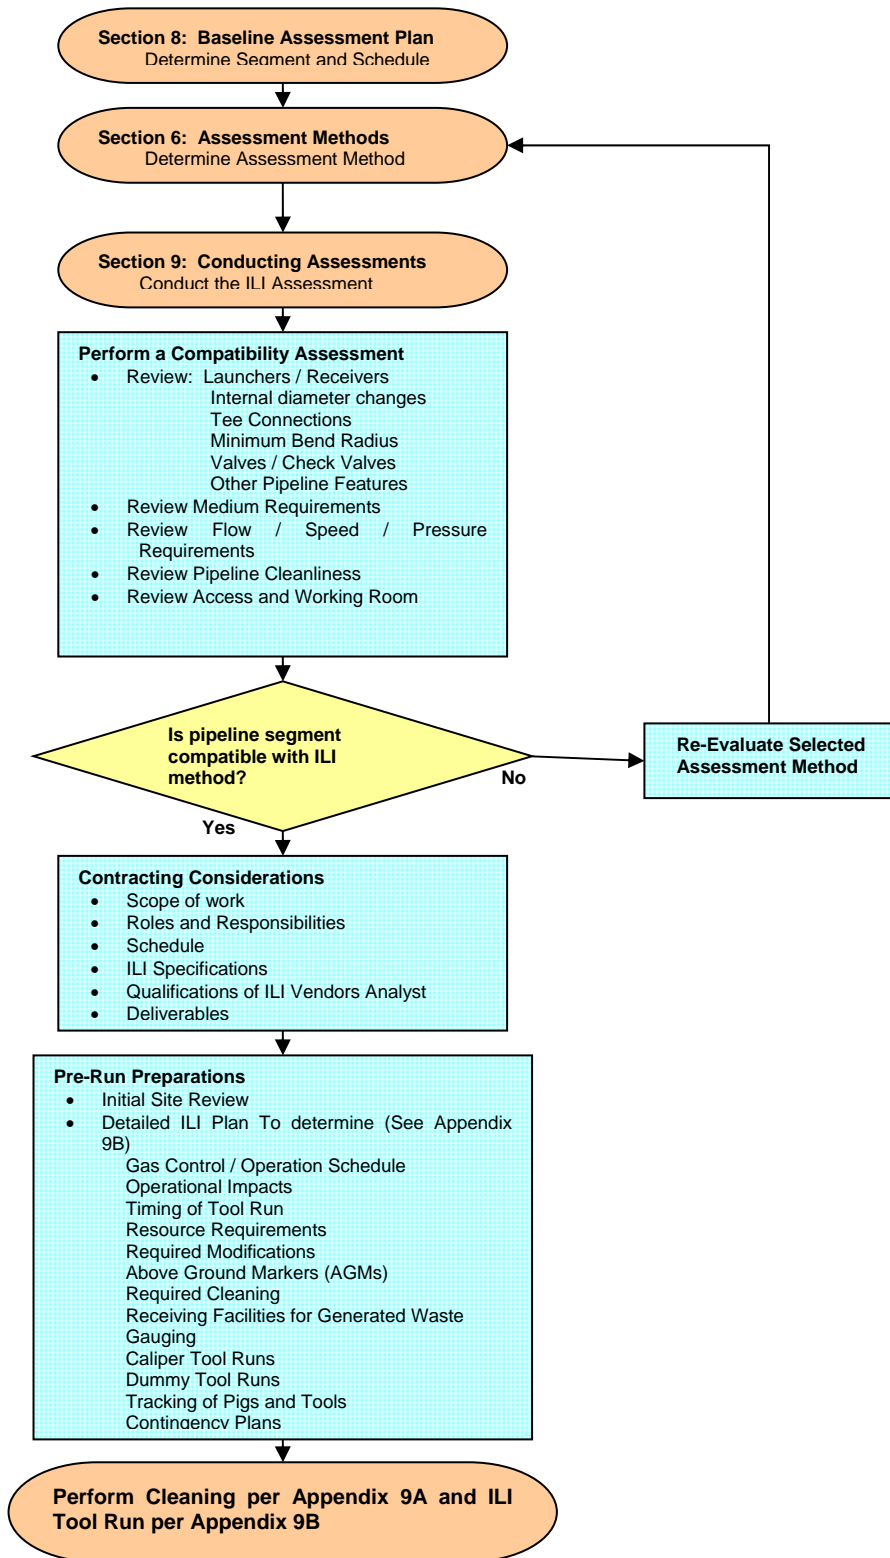 Section 8: Baseline Assessment Plan
Determine Segment and Schedule
Section 6: Assessment Methods
Determine Assessment Method
Section 9: Conducting Assessments
Conduct the ILI Assessment
Perform a Compatibility Assessment
• Review: Launchers / Receivers
Internal diameter changes
Tee Connections
Minimum Bend Radius
Valves / Check Valves
Other Pipeline Features
• Review Medium Requirements
• Review Flow / Speed / Pressure
Requirements
• Review Pipeline Cleanliness
• Review Access and Working Room
Is pipeline segment
compatible with ILI
method?
No
Re-Evaluate Selected
Assessment Method
Yes
Contracting Considerations
• Scope of work
• Roles and Responsibilities
• Schedule
• ILI Specifications
• Qualifications of ILI Vendors Analyst
• Deliverables
Pre-Run Preparations
• Initial Site Review
• Detailed ILI Plan To determine (See Appendix
9B)
Gas Control / Operation Schedule
Operational Impacts
Timing of Tool Run
Resource Requirements
Required Modifications
Above Ground Markers (AGMs)
Required Cleaning
Receiving Facilities for Generated Waste
Gauging
Caliper Tool Runs
Dummy Tool Runs
Tracking of Pigs and Tools
Contingency Plans
Perform Cleaning per Appendix 9A and ILI
Tool Run per Appendix 9B